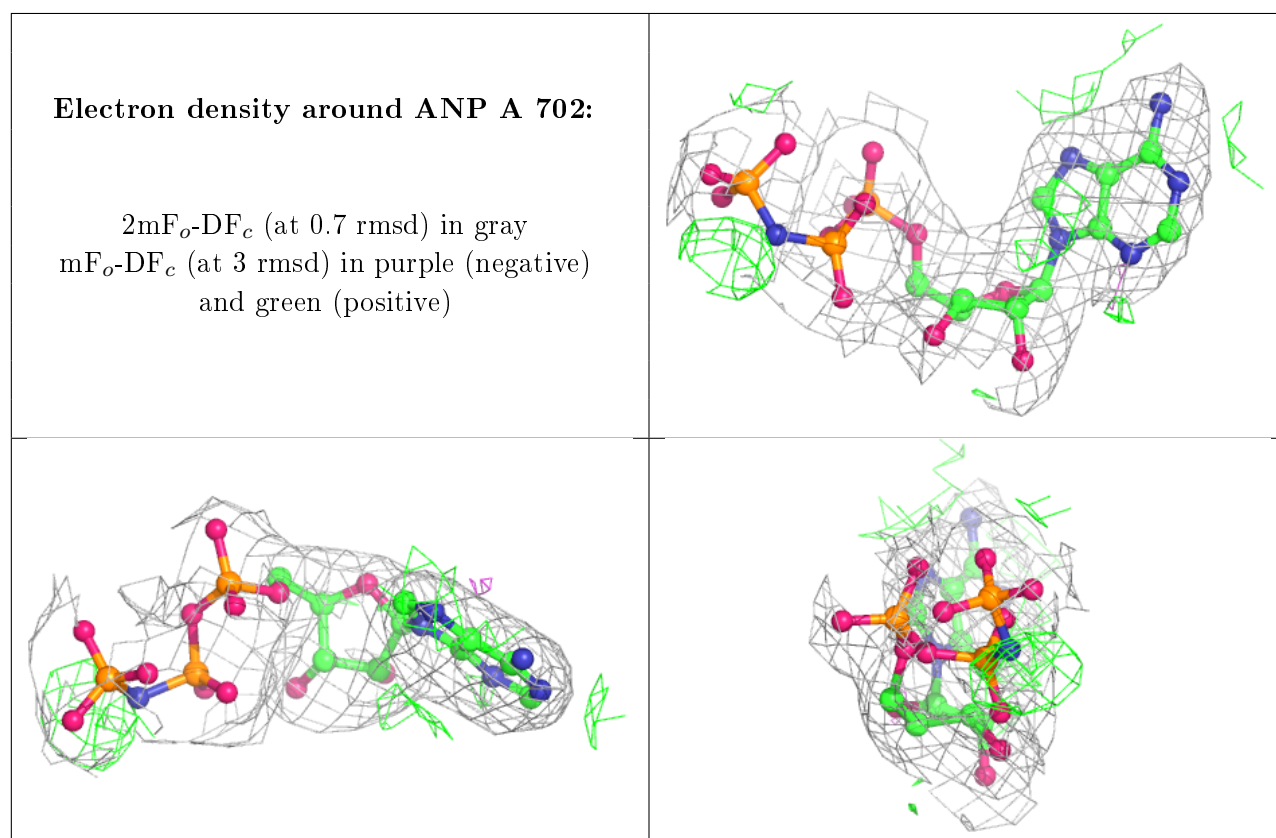 Electron density around ANP A 702:
2mFₒ-DF𝒸 (at 0.7 rmsd) in gray
mFₒ-DF𝒸 (at 3 rmsd) in purple (negative)
and green (positive)